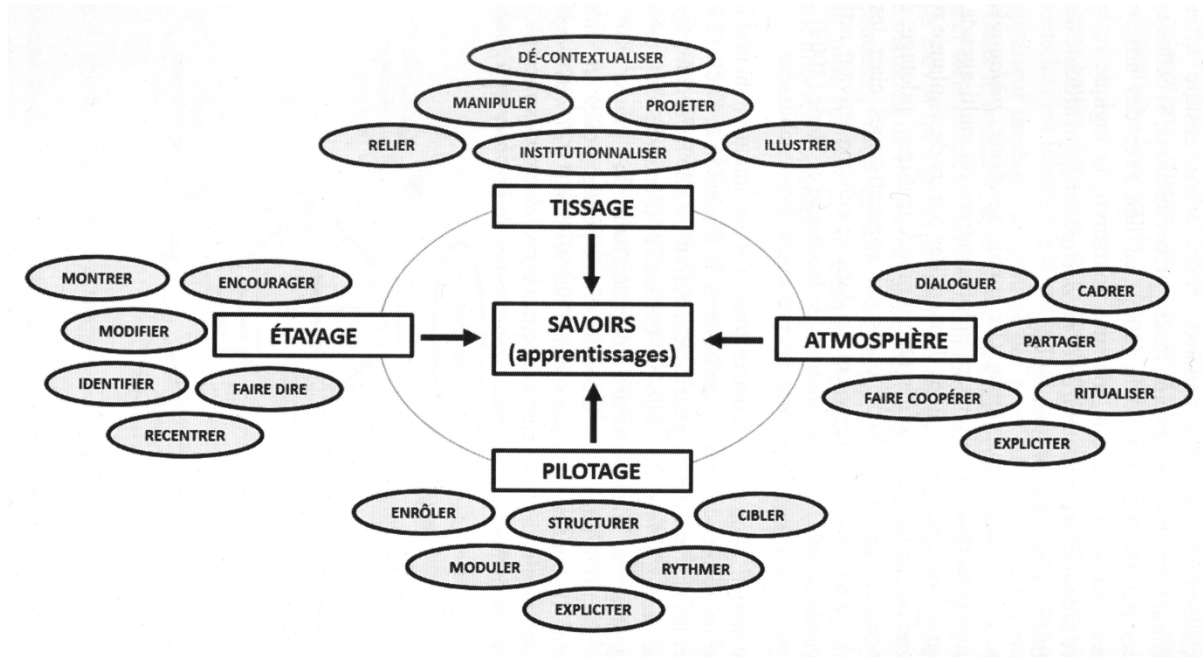 DÉ-CONTEXTUALISER
MANIPULER
PROJETER
RELIER
INSTITUTIONNALISER
ILLUSTRER
TISSAGE
MONTRER
ENCOURAGER
MODIFIER
ÉTAYAGE
IDENTIFIER
FAIRE DIRE
RECENTRER
SAVOIRS
(apprentissages)
DIALOGUER
CADRER
ATMOSPHÈRE
PARTAGER
FAIRE COOPÉRER
RITUALISER
EXPLICITER
PILOTAGE
ENRÔLER
STRUCTURER
CIBLER
MODULER
RYTHMER
EXPLICITER